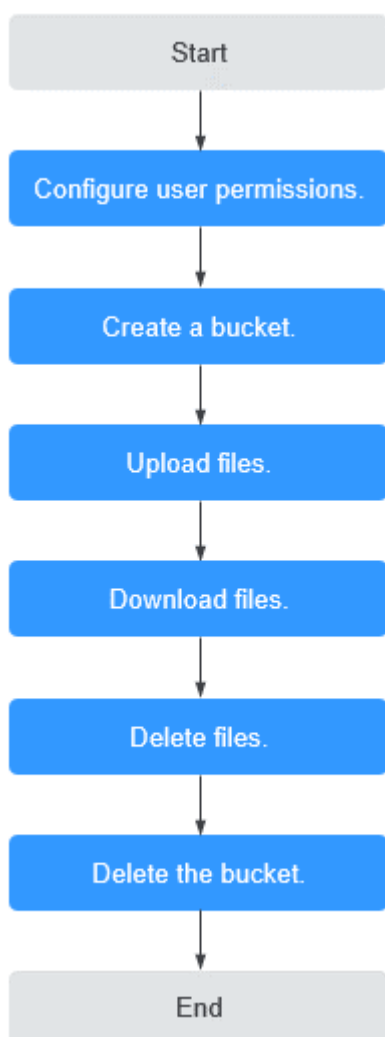 Start
Configure user permissions.
Create a bucket.
Upload files.
Download files.
Delete files.
Delete the bucket.
End